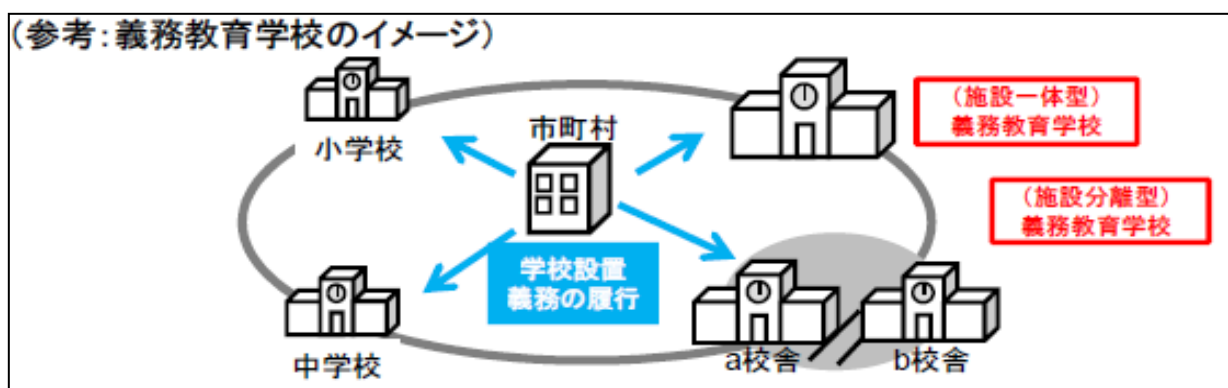 （参考：義務教育学校のイメージ）
小学校
市町村
（施設一体型）
義務教育学校
（施設分離型）
義務教育学校
学校設置
義務の履行
中学校
a校舎
b校舎